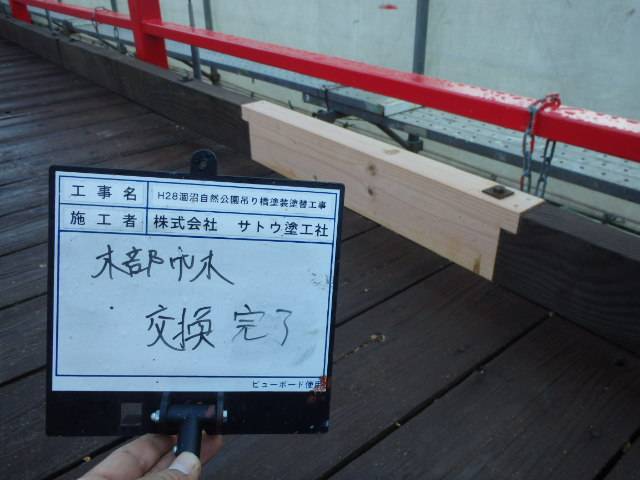 工事名 H28涸沼自然公園吊り橋塗装塗替工事
施工者 株式会社 サトウ塗工社
木部巾木
交換完了
ビューボード使用